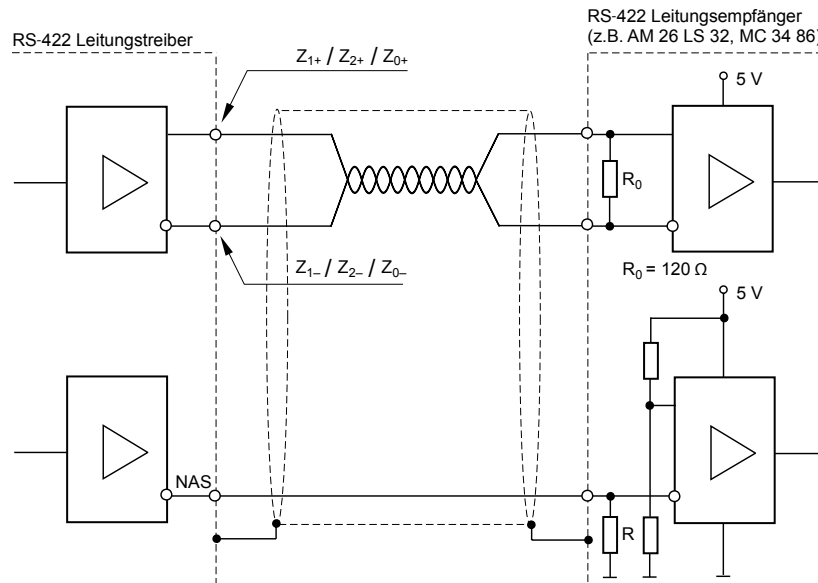 RS-422 Leitungstreiber
RS-422 Leitungsempfänger
(z.B. AM 26 LS 32, MC 34 86)
Z1+ / Z2+ / Z0+
5 V
R0
Z1– / Z2– / Z0–
R0 = 120 Ω
5 V
NAS
R